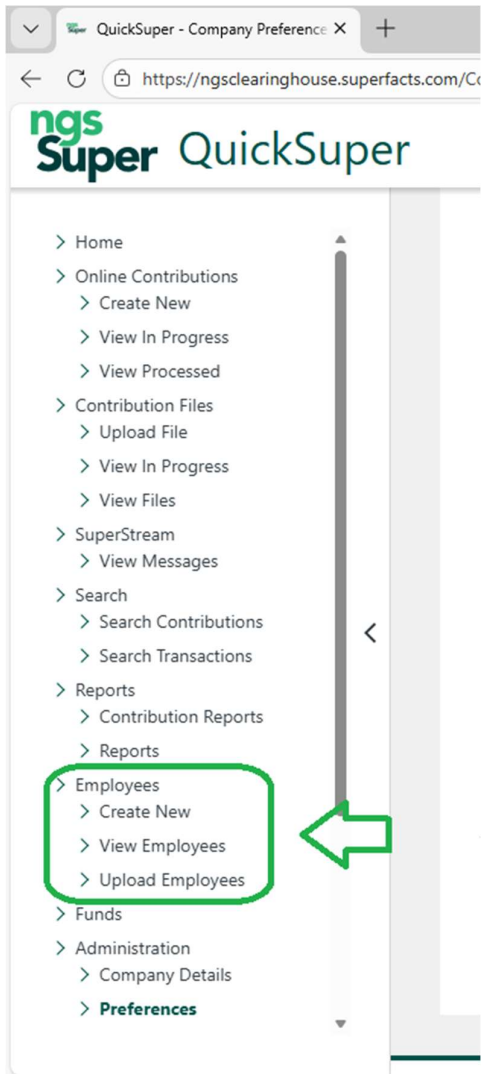 QuickSuper - Company Preference
https://ngsclearinghouse.superfacts.com/Co
ngs
Super QuickSuper
Home
Online Contributions
Create New
View In Progress
View Processed
Contribution Files
Upload File
View In Progress
View Files
SuperStream
View Messages
Search
Search Contributions
Search Transactions
Reports
Contribution Reports
Reports
Employees
Create New
View Employees
Upload Employees
Funds
Administration
Company Details
Preferences